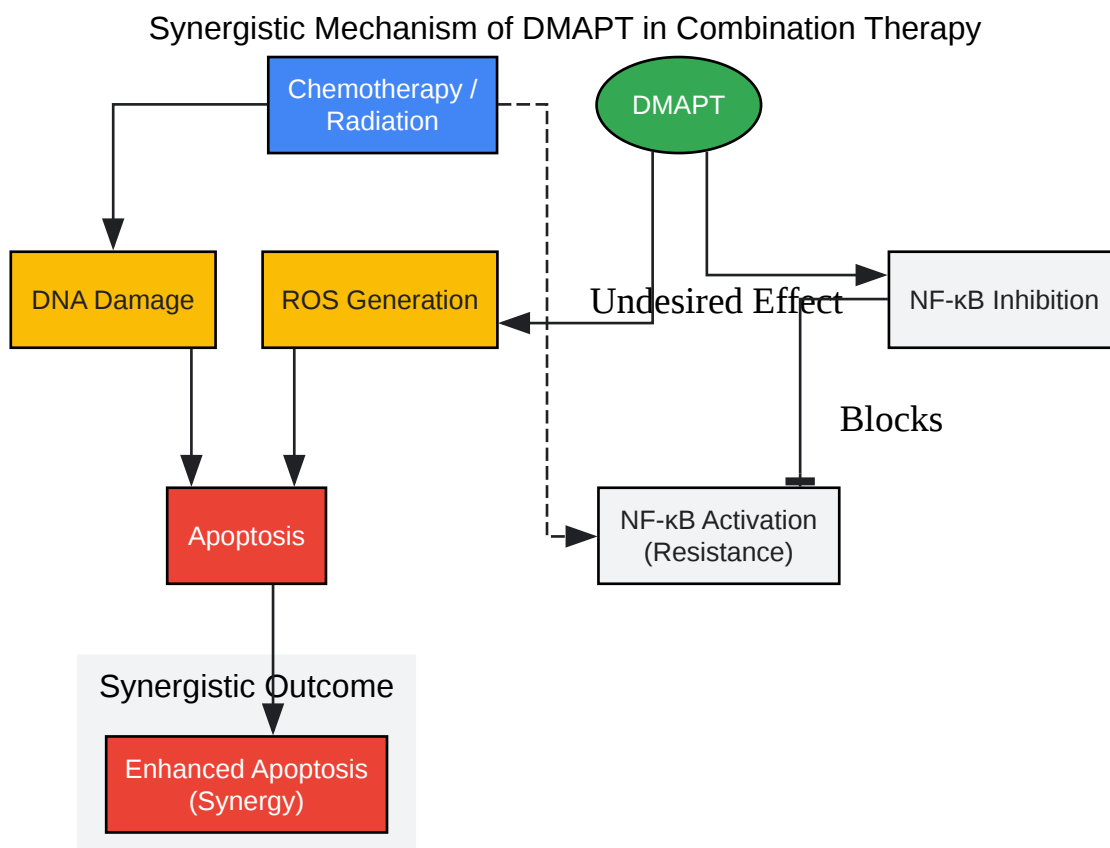 Synergistic Mechanism of DMAPT in Combination Therapy
Chemotherapy /
Radiation
DMAPT
DNA Damage
ROS Generation
Undesired Effect
NF-κB Inhibition
Blocks
Apoptosis
NF-κB Activation
(Resistance)
Synergistic Outcome
Enhanced Apoptosis
(Synergy)